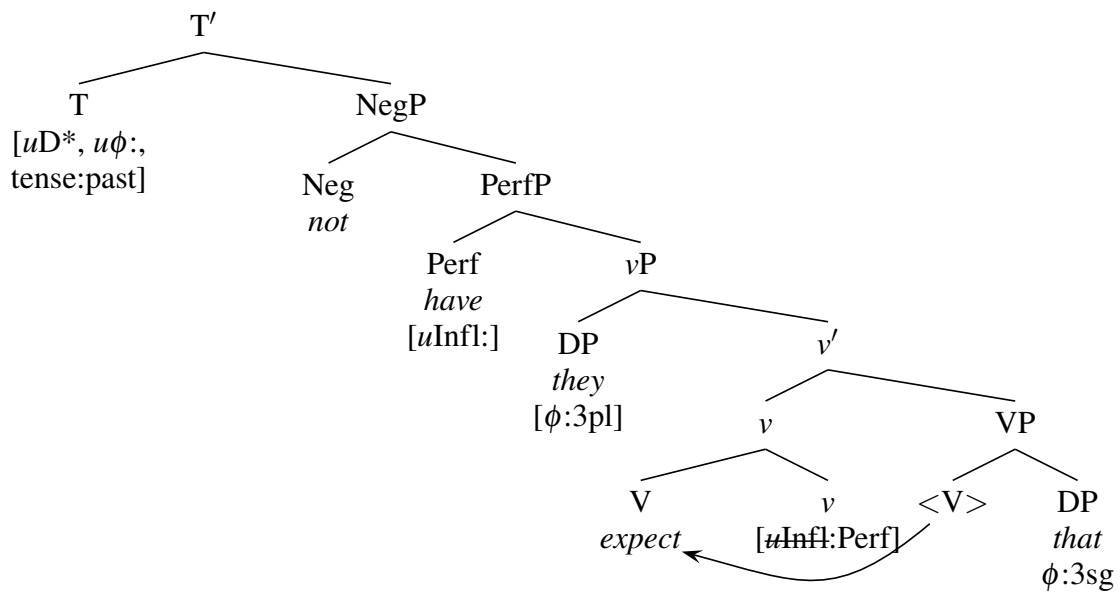 T′
T NegP
[uD*, uϕ:, tense:past]
Neg PerfP
not
Perf vP
have
[uInfl:]
DP v′
they
[ϕ:3pl]
v VP
V v <V> DP
expect [uInfl:Perf] that
ϕ:3sg